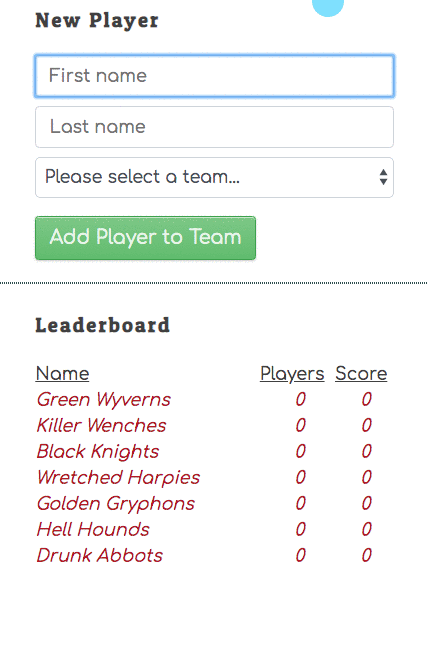 New Player
First name
Last name
Please select a team...
Add Player to Team
Leaderboard
Name Players Score
Green Wyverns 0 0
Killer Wenches 0 0
Black Knights 0 0
Wretched Harpies 0 0
Golden Gryphons 0 0
Hell Hounds 0 0
Drunk Abbots 0 0